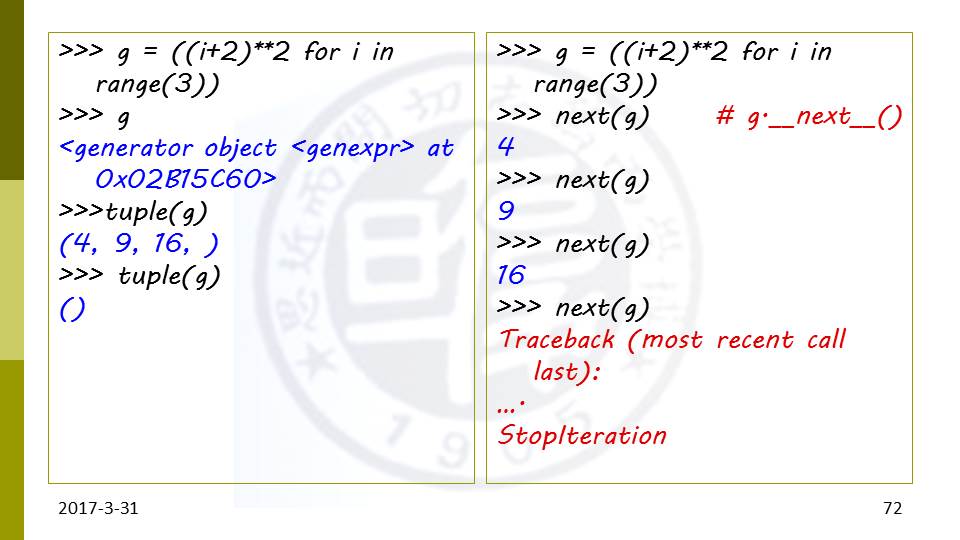 >>> g = ((i+2)**2 for i in
range(3))
>>> g
<generator object <genexpr> at
0x02B15C60>
>>>tuple(g)
(4, 9, 16, )
>>> tuple(g)
()
>>> g = ((i+2)**2 for i in
range(3))
>>> next(g) # g.__next__()
4
>>> next(g)
9
>>> next(g)
16
>>> next(g)
Traceback (most recent call
last):
….
StopIteration
2017-3-31
72
1905